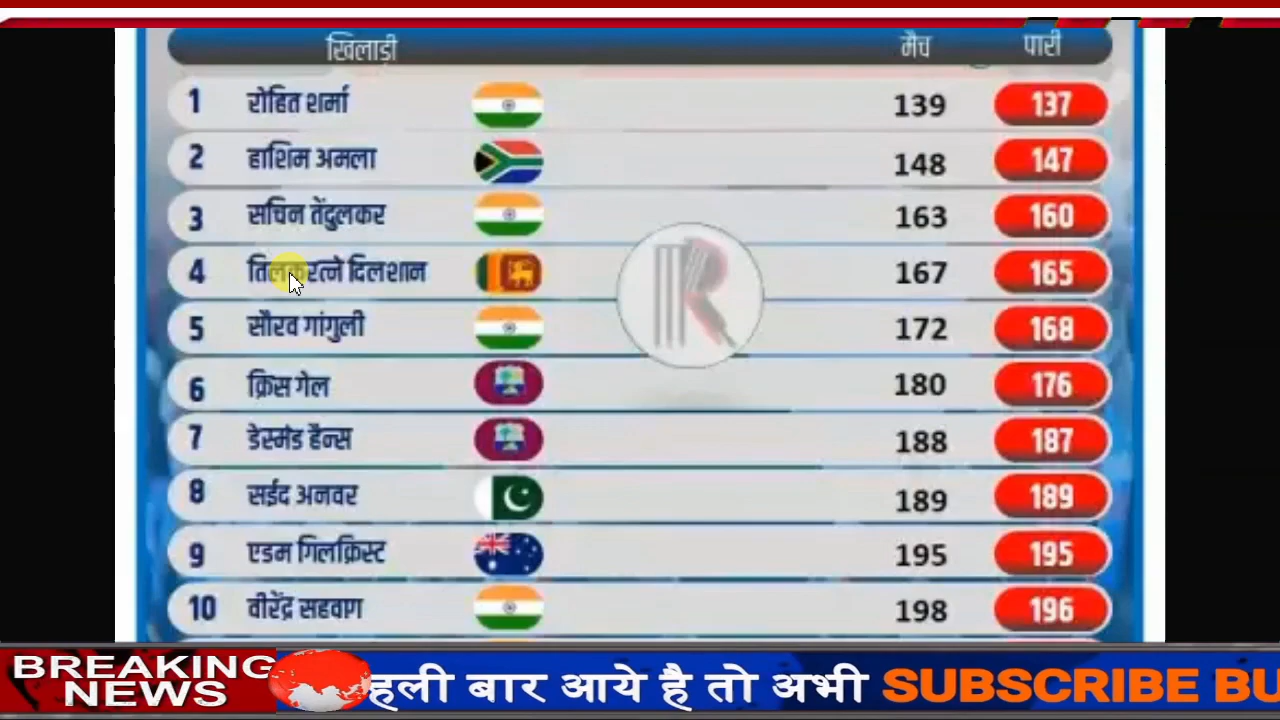 खिलाड़ी मैच पारी
1 रोहित शर्मा 139 137
2 हाशिम अमला 148 147
3 सचिन तेंदुलकर 163 160
4 तिलकरत्ने दिलशान 167 165
5 सौरव गांगुली 172 168
6 क्रिस गेल 180 176
7 डेस्मंड हैन्स 188 187
8 सईद अनवर 189 189
9 एडम गिलक्रिस्ट 195 195
10 वीरेंद्र सहवाग 198 196
BREAKING NEWS
हली बार आये है तो अभी SUBSCRIBE BU